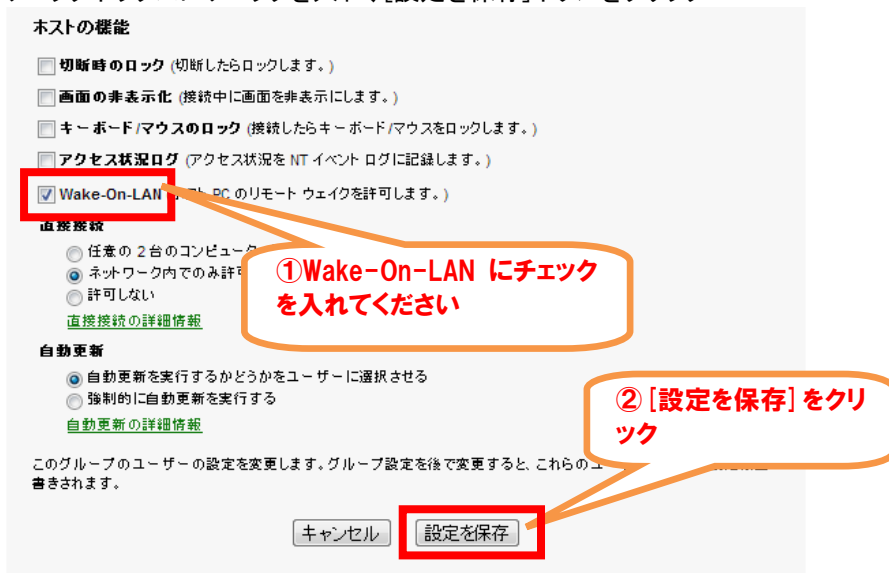 ホストの機能
切断時のロック (切断したらロックします。)
画面の非表示化 (接続中に画面を非表示にします。)
キーボード/マウスのロック (接続したらキーボード/マウスをロックします。)
アクセス状況ログ (アクセス状況を NT イベント ログに記録します。)
Wake-On-LAN PC のリモート ウェイクを許可します。)
直接接続
任意の 2 台のコンピュータ
ネットワーク内でのみ許可
許可しない
直接接続の詳細情報
①Wake-On-LAN にチェック
を入れてください
自動更新
自動更新を実行するかどうかをユーザーに選択させる
強制的に自動更新を実行する
自動更新の詳細情報
②[設定を保存]をクリ
ック
このグループのユーザーの設定を変更します。グループ設定を後で変更すると、これらのユ
書きされます。
キャンセル 設定を保存